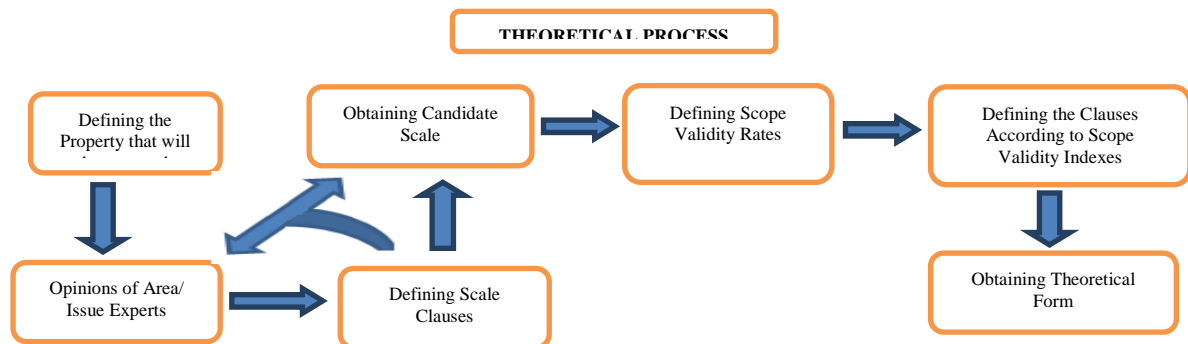 THEORETICAL PROCESS
Defining the
Property that will
Obtaining Candidate
Scale
Defining Scope
Validity Rates
Defining the Clauses
According to Scope
Validity Indexes
Opinions of Area/
Issue Experts
Defining Scale
Clauses
Obtaining Theoretical
Form